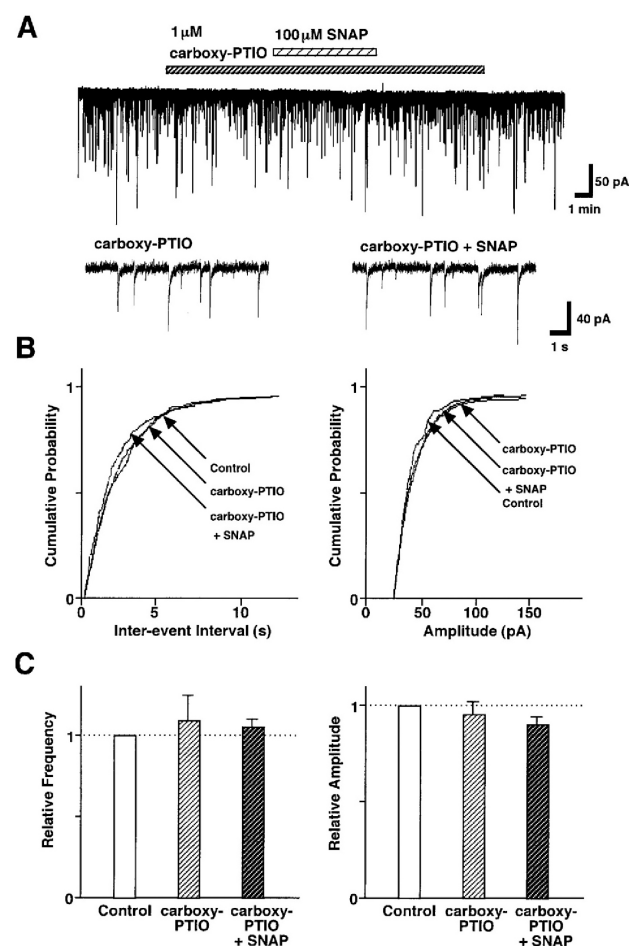 A
1 µM
carboxy-PTIO
100 µM SNAP
50 pA
1 min
carboxy-PTIO
carboxy-PTIO + SNAP
40 pA
1 s
B
Cumulative Probability
1
0
Control
carboxy-PTIO
carboxy-PTIO
+ SNAP
0 5 10
Inter-event Interval (s)
Cumulative Probability
1
0
carboxy-PTIO
carboxy-PTIO
+ SNAP
Control
0 50 100 150
Amplitude (pA)
C
Relative Frequency
1
0
Control
carboxy-
PTIO
carboxy-
PTIO
+ SNAP
Relative Amplitude
1
0
Control
carboxy-
PTIO
carboxy-
PTIO
+ SNAP